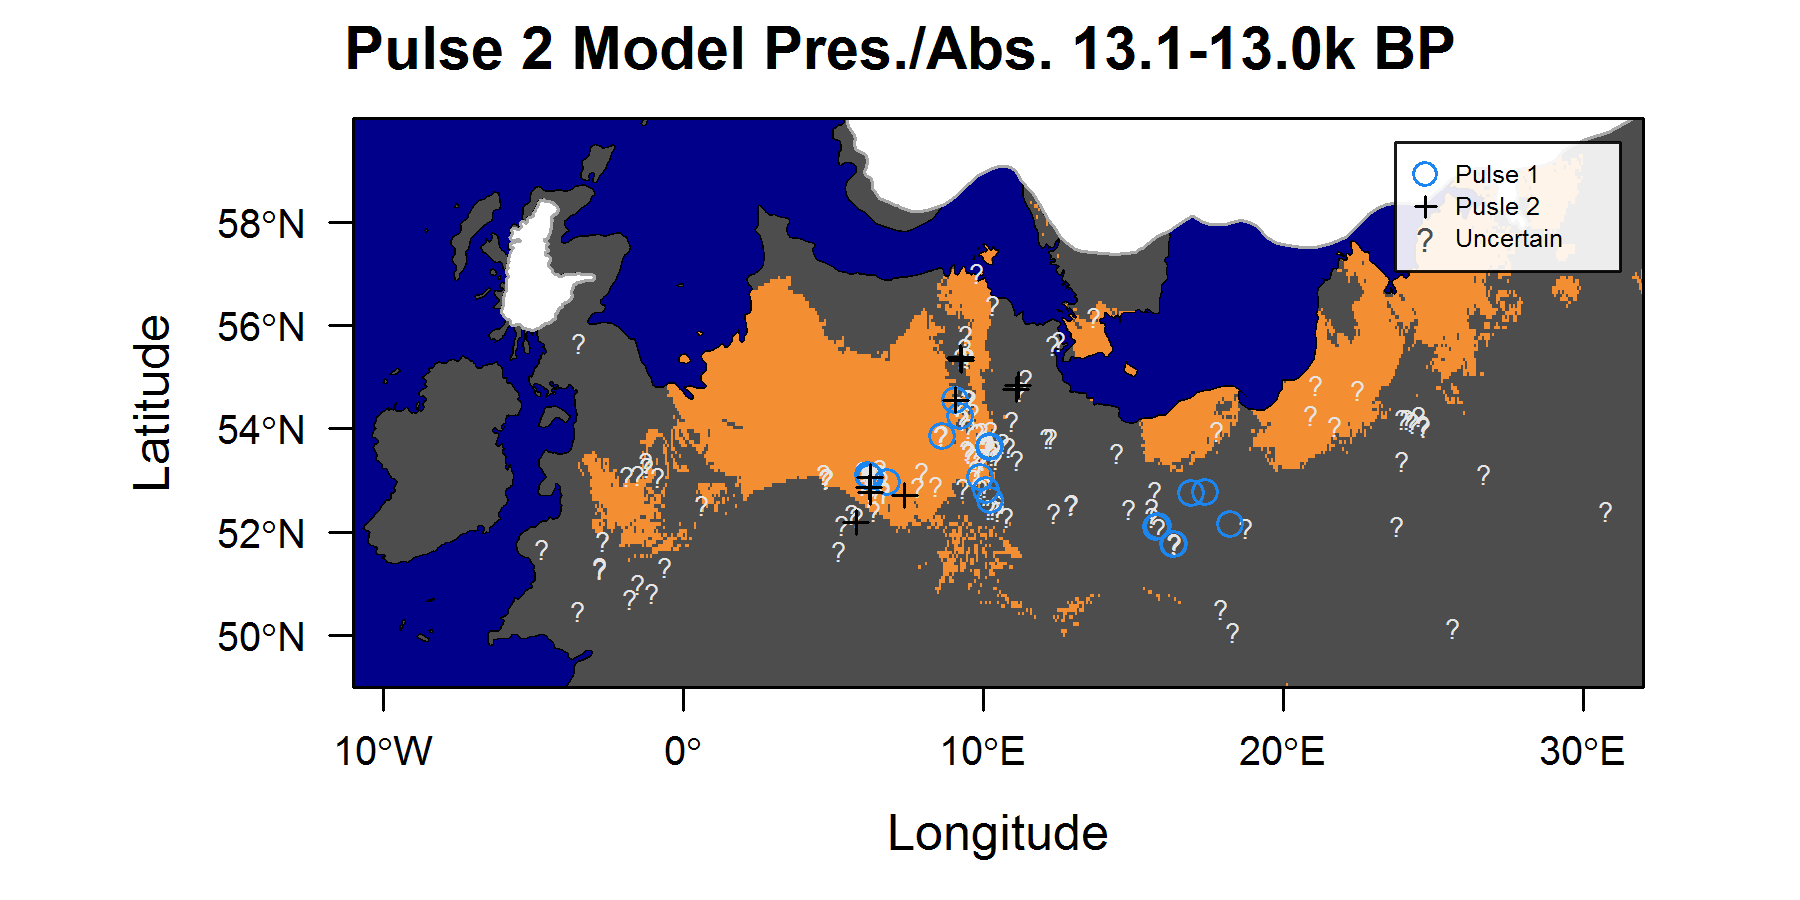 Pulse 2 Model Pres./Abs. 13.1-13.0k BP
Pulse 1
Pusle 2
? Uncertain
58°N
56°N
54°N
52°N
50°N
Latitude
10°W
0°
10°E
20°E
30°E
Longitude